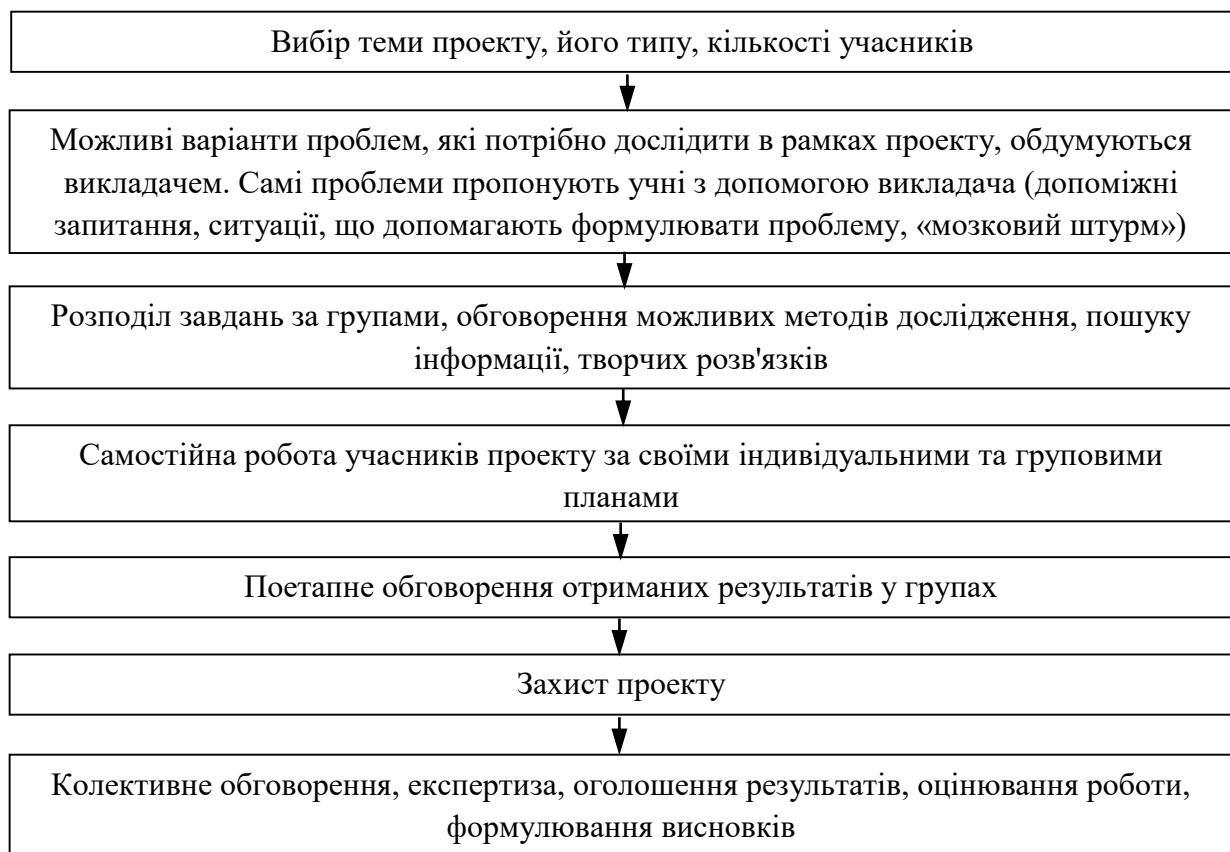 Вибір теми проекту, його типу, кількості учасників
Можливі варіанти проблем, які потрібно дослідити в рамках проекту, обдумуються
викладачем. Самі проблеми пропонують учні з допомогою викладача (допоміжні
запитання, ситуації, що допомагають формулювати проблему, «мозковий штурм»)
Розподіл завдань за групами, обговорення можливих методів дослідження, пошуку
інформації, творчих розв'язків
Самостійна робота учасників проекту за своїми індивідуальними та груповими
планами
Поетапне обговорення отриманих результатів у групах
Захист проекту
Колективне обговорення, експертиза, оголошення результатів, оцінювання роботи,
формулювання висновків